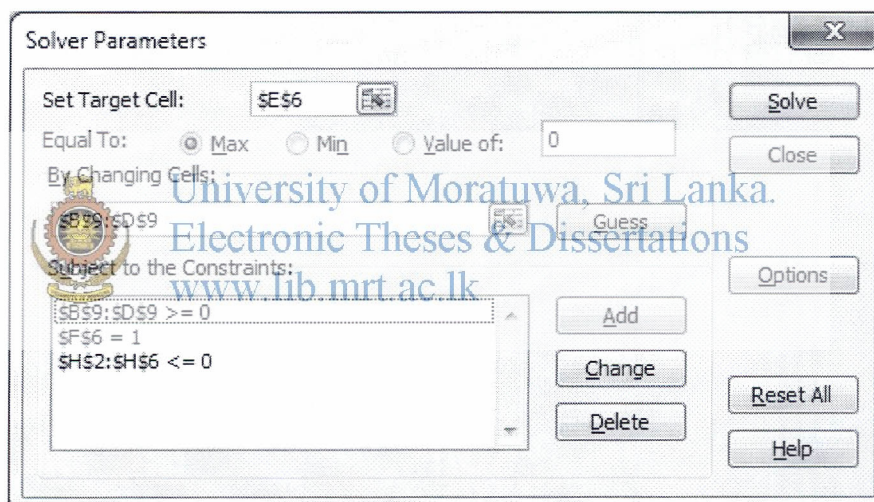 Solver Parameters
Set Target Cell: $E$6 Solve
Equal To: Max Min Value of: 0 Close
By Changing Cells:
University of Moratuwa, Sri Lanka.
$B$9:$D$9 Guess
Electronic Theses & Dissertations
Subject to the Constraints: Options
www.lib.mrt.ac.lk
$B$9:$D$9 >= 0 Add
$F$6 = 1
$H$2:$H$6 <= 0 Change
Reset All
Delete
Help